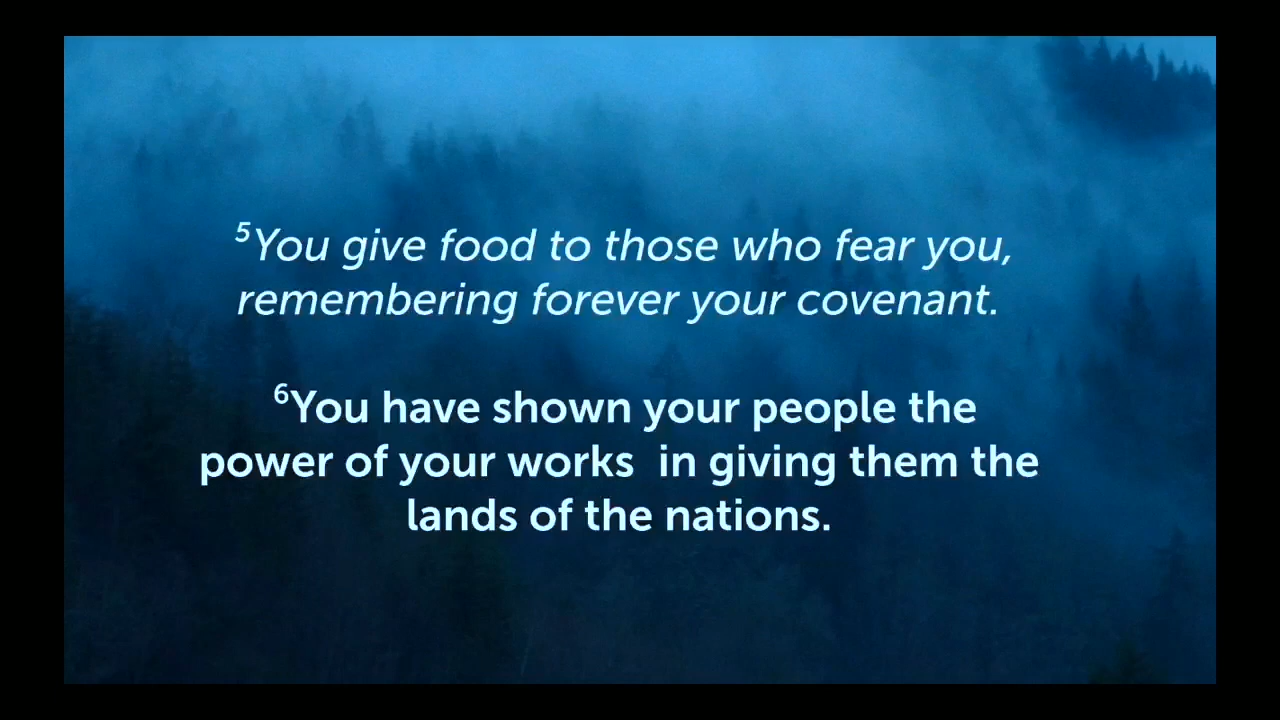 ⁵You give food to those who fear you,
remembering forever your covenant.
⁶You have shown your people the
power of your works  in giving them the
lands of the nations.